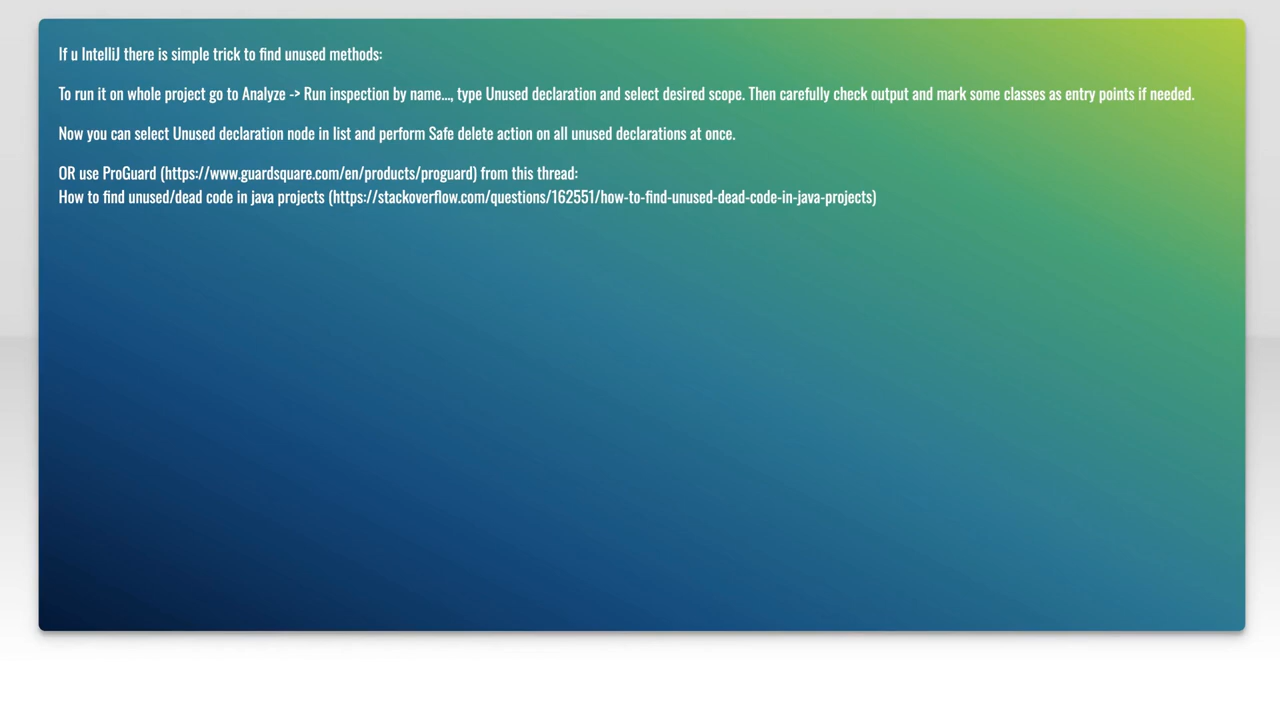 If u IntelliJ there is simple trick to find unused methods:
To run it on whole project go to Analyze -> Run inspection by name..., type Unused declaration and select desired scope. Then carefully check output and mark some classes as entry points if needed.
Now you can select Unused declaration node in list and perform Safe delete action on all unused declarations at once.
OR use ProGuard (https://www.guardsquare.com/en/products/proguard) from this thread:
How to find unused/dead code in java projects (https://stackoverflow.com/questions/162551/how-to-find-unused-dead-code-in-java-projects)